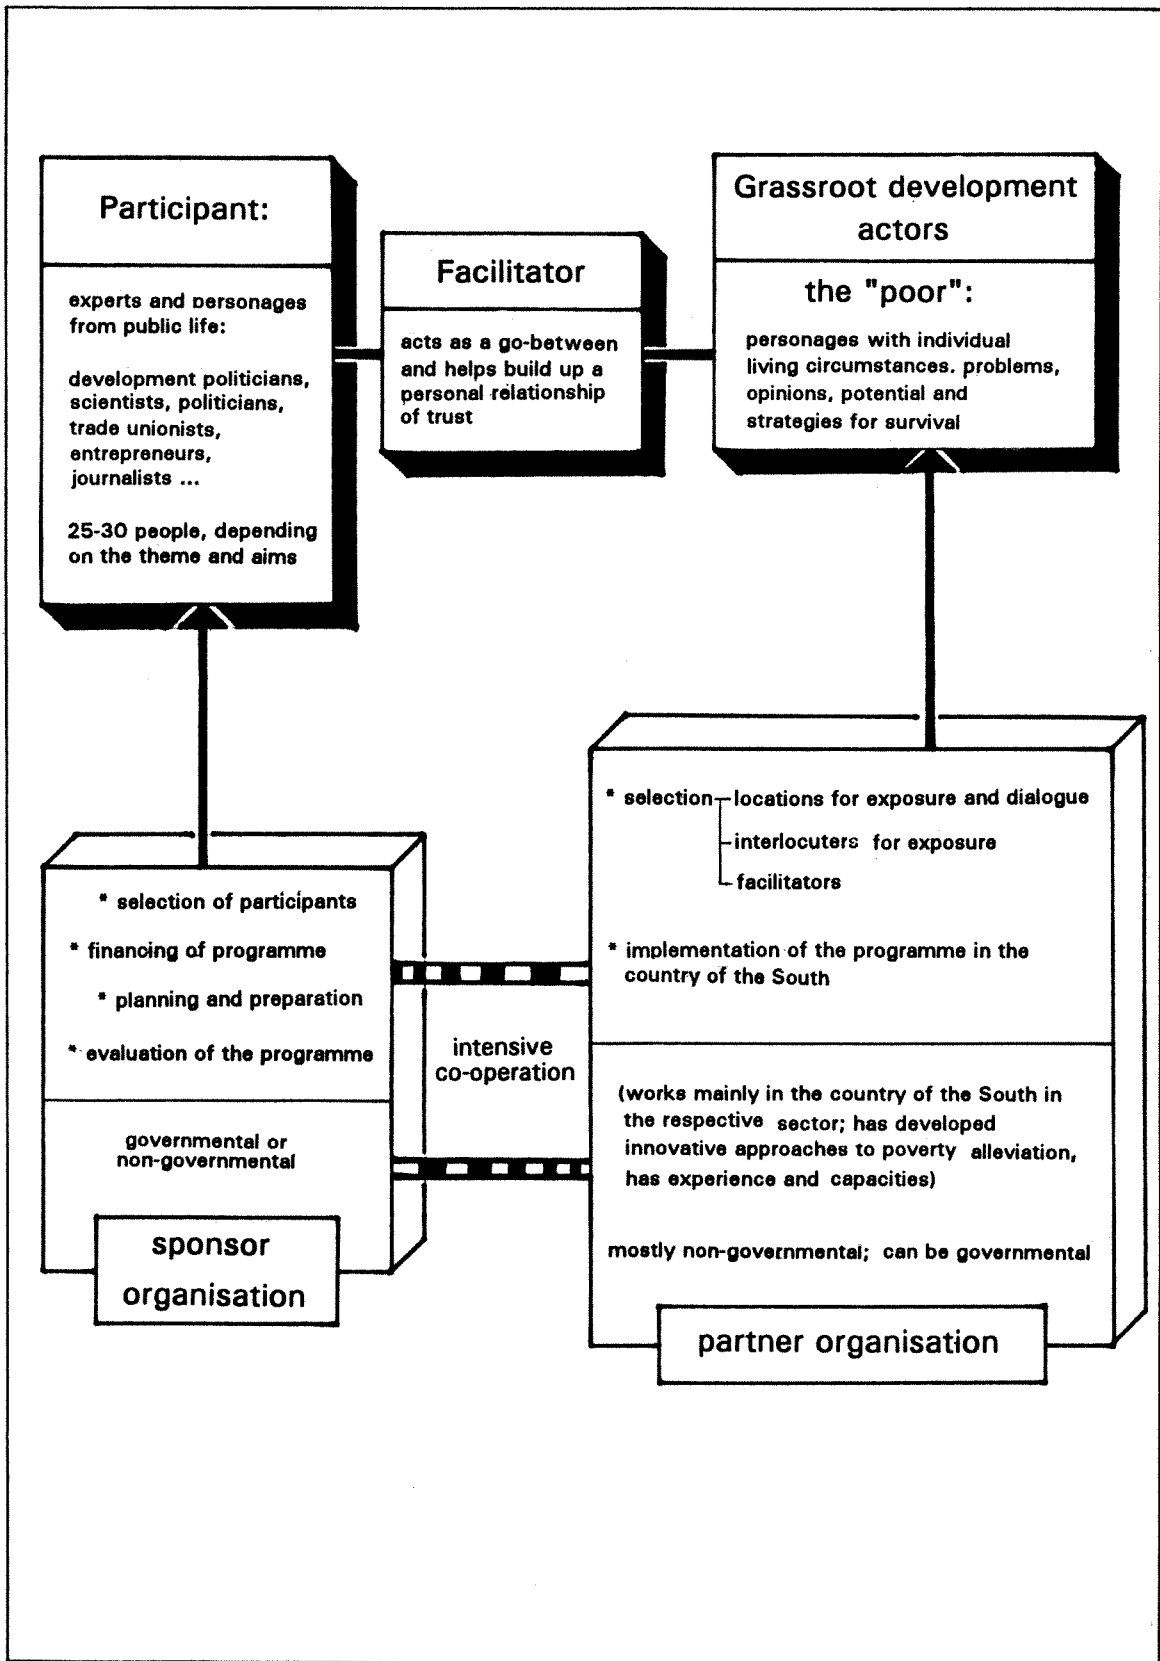 Participant:
experts and personages
from public life:
development politicians,
scientists, politicians,
trade unionists,
entrepreneurs,
journalists ...
25-30 people, depending
on the theme and aims
Facilitator
acts as a go-between
and helps build up a
personal relationship
of trust
Grassroot development
actors
the "poor":
personages with individual
living circumstances. problems,
opinions, potential and
strategies for survival
* selection of participants
* financing of programme
* planning and preparation
* evaluation of the programme
governmental or
non-governmental
sponsor
organisation
intensive
co-operation
* selection locations for exposure and dialogue
interlocuters for exposure
facilitators
* implementation of the programme in the
country of the South
(works mainly in the country of the South in
the respective sector; has developed
innovative approaches to poverty alleviation,
has experience and capacities)
mostly non-governmental; can be governmental
partner organisation